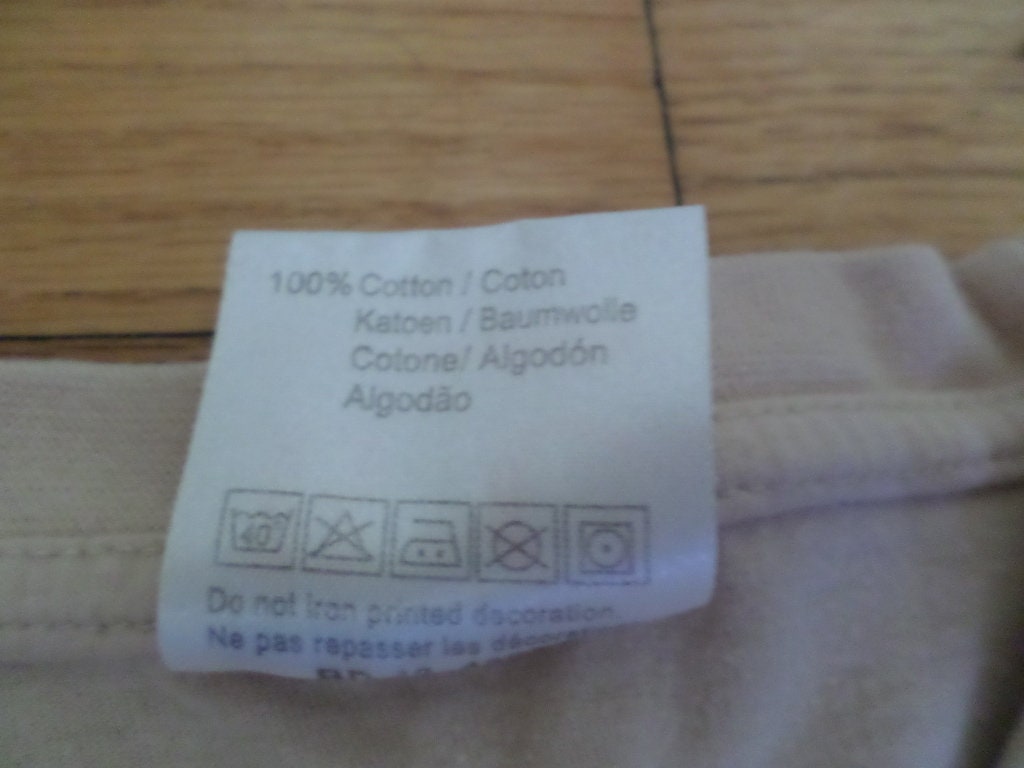 100% Cotton / Coton
Katoen / Baumwolle
Cotone/ Algodón
Algodão
40
Do not iron printed decoration.
Ne pas repasser les